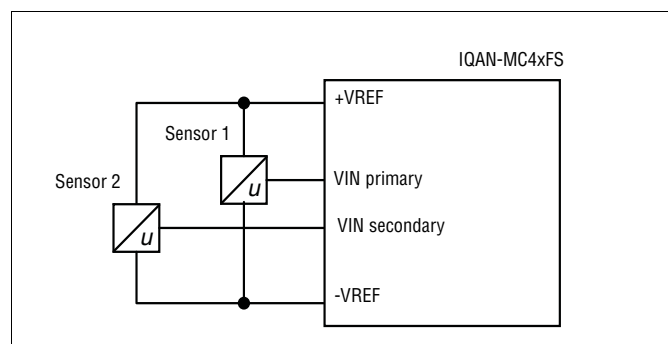 IQAN-MC4xFS
+VREF
Sensor 1
VIN primary
Sensor 2
u
VIN secondary
u
-VREF